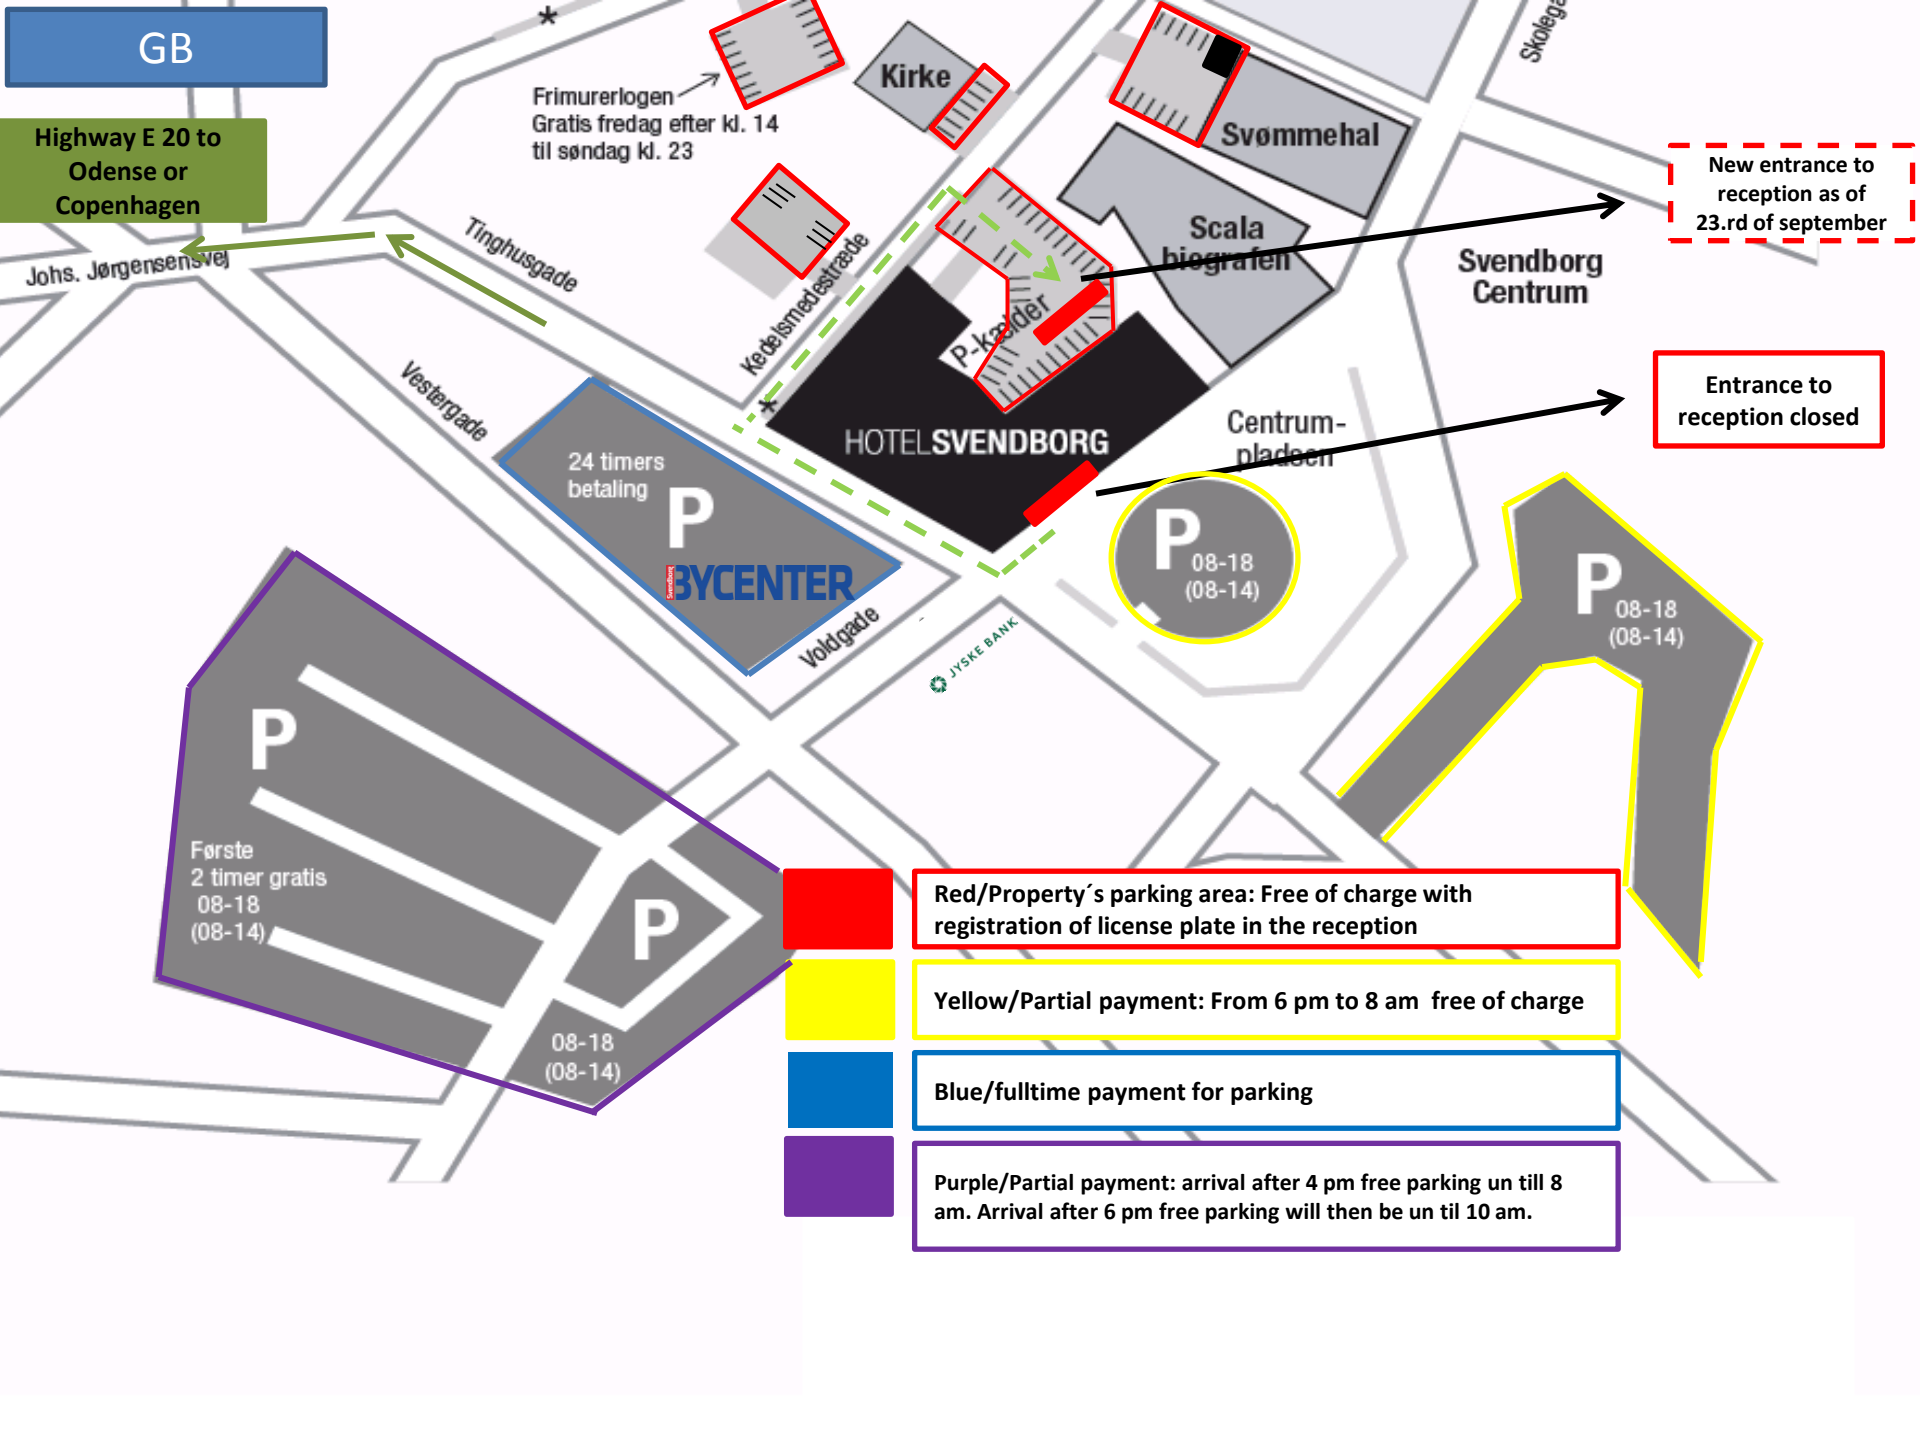 GB
*
Skolega
Kirke
Frimurerlogen
Gratis fredag efter kl. 14
til søndag kl. 23
Svømmehal
Highway E 20 to
Odense or
Copenhagen
New entrance to
reception as of
23.rd of september
Tinghusgade
Scala
biografen
Johs. Jørgensensvej
Svendborg
Centrum
Kedelsmedestræde
P-kælder
Vestergade
*
Entrance to
reception closed
Centrum-
pladsen
HOTELSVENDBORG
24 timers
betaling
P
Svendborg
BYCENTER
P
08-18
(08-14)
P
08-18
(08-14)
Voldgade
JYSKE BANK
P
Første
2 timer gratis
08-18
(08-14)
P
08-18
(08-14)
Red/Property´s parking area: Free of charge with
registration of license plate in the reception
Yellow/Partial payment: From 6 pm to 8 am  free of charge
Blue/fulltime payment for parking
Purple/Partial payment: arrival after 4 pm free parking un till 8
am. Arrival after 6 pm free parking will then be un til 10 am.